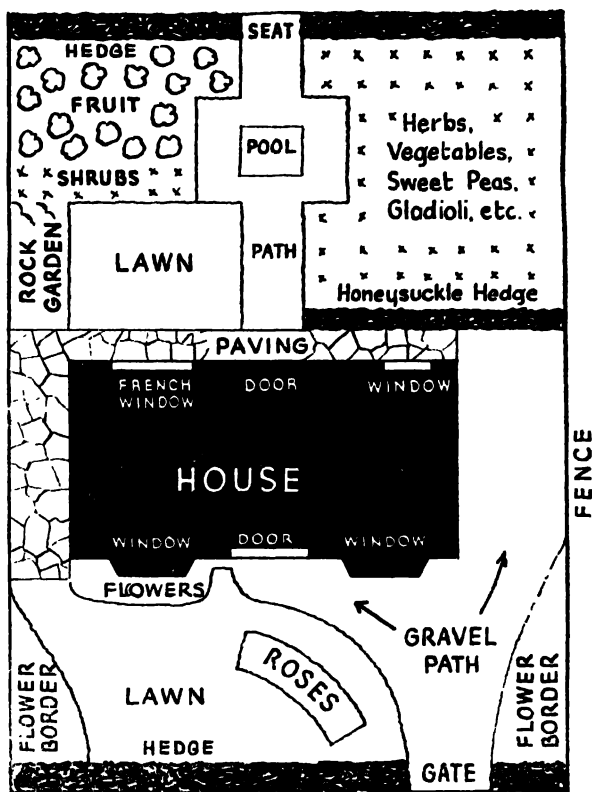 SEAT
HEDGE
FRUIT
SHRUBS
POOL
Herbs,
Vegetables,
Sweet Peas,
Gladioli, etc.
ROCK
GARDEN
LAWN
PATH
Honeysuckle Hedge
PAVING
FRENCH
WINDOW
DOOR
WINDOW
HOUSE
FENCE
WINDOW
DOOR
WINDOW
FLOWERS
GRAVEL
PATH
ROSES
LAWN
FLOWER
BORDER
FLOWER
BORDER
HEDGE
GATE